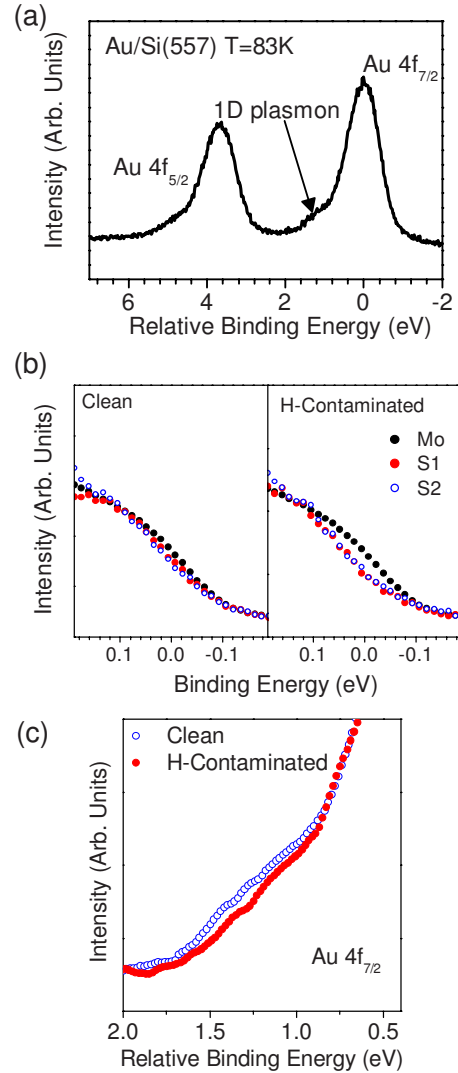 (a)
Au/Si(557) T=83K
Au 4f7/2
1D plasmon
Au 4f5/2
Intensity (Arb. Units)
6 4 2 0 -2
Relative Binding Energy (eV)
(b)
Clean
H-Contaminated
Mo
S1
S2
Intensity (Arb. Units)
0.1 0.0 -0.1 0.1 0.0 -0.1
Binding Energy (eV)
(c)
Clean
H-Contaminated
Intensity (Arb. Units)
Au 4f7/2
2.0 1.5 1.0 0.5
Relative Binding Energy (eV)